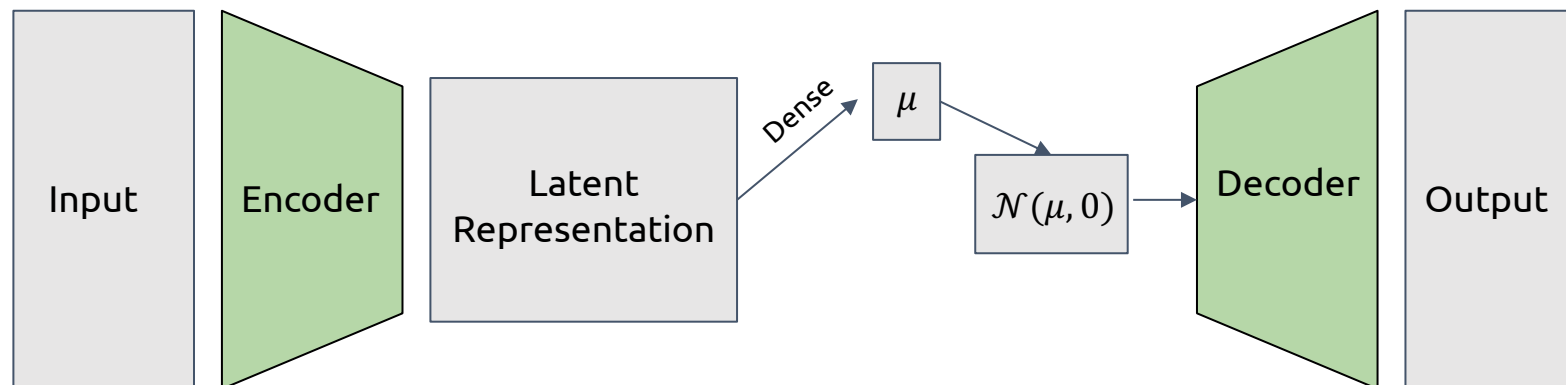 Input
Encoder
Latent
Representation
Dense
μ
𝒩(μ, 0)
Decoder
Output